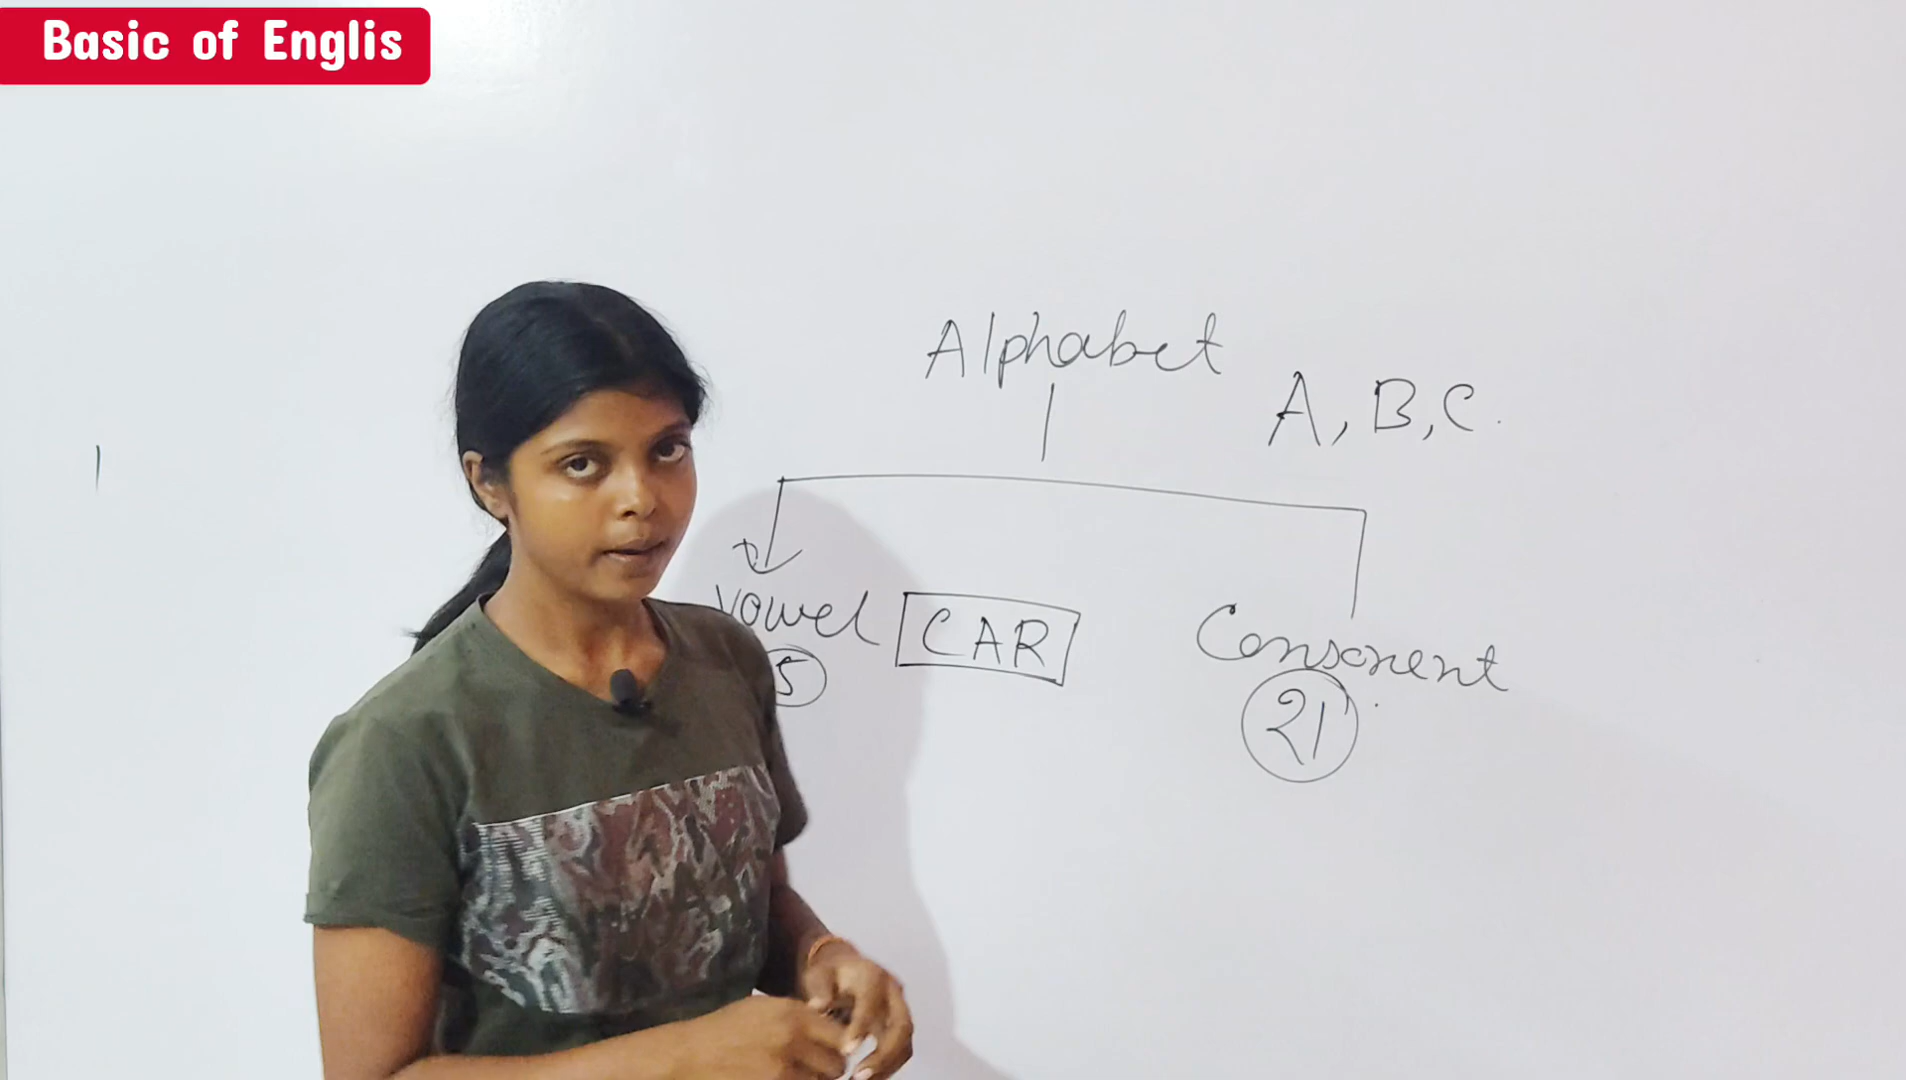 Basic of Englis
Alphabet
A, B, C.
Vowel
CAR
Consonent
5
21